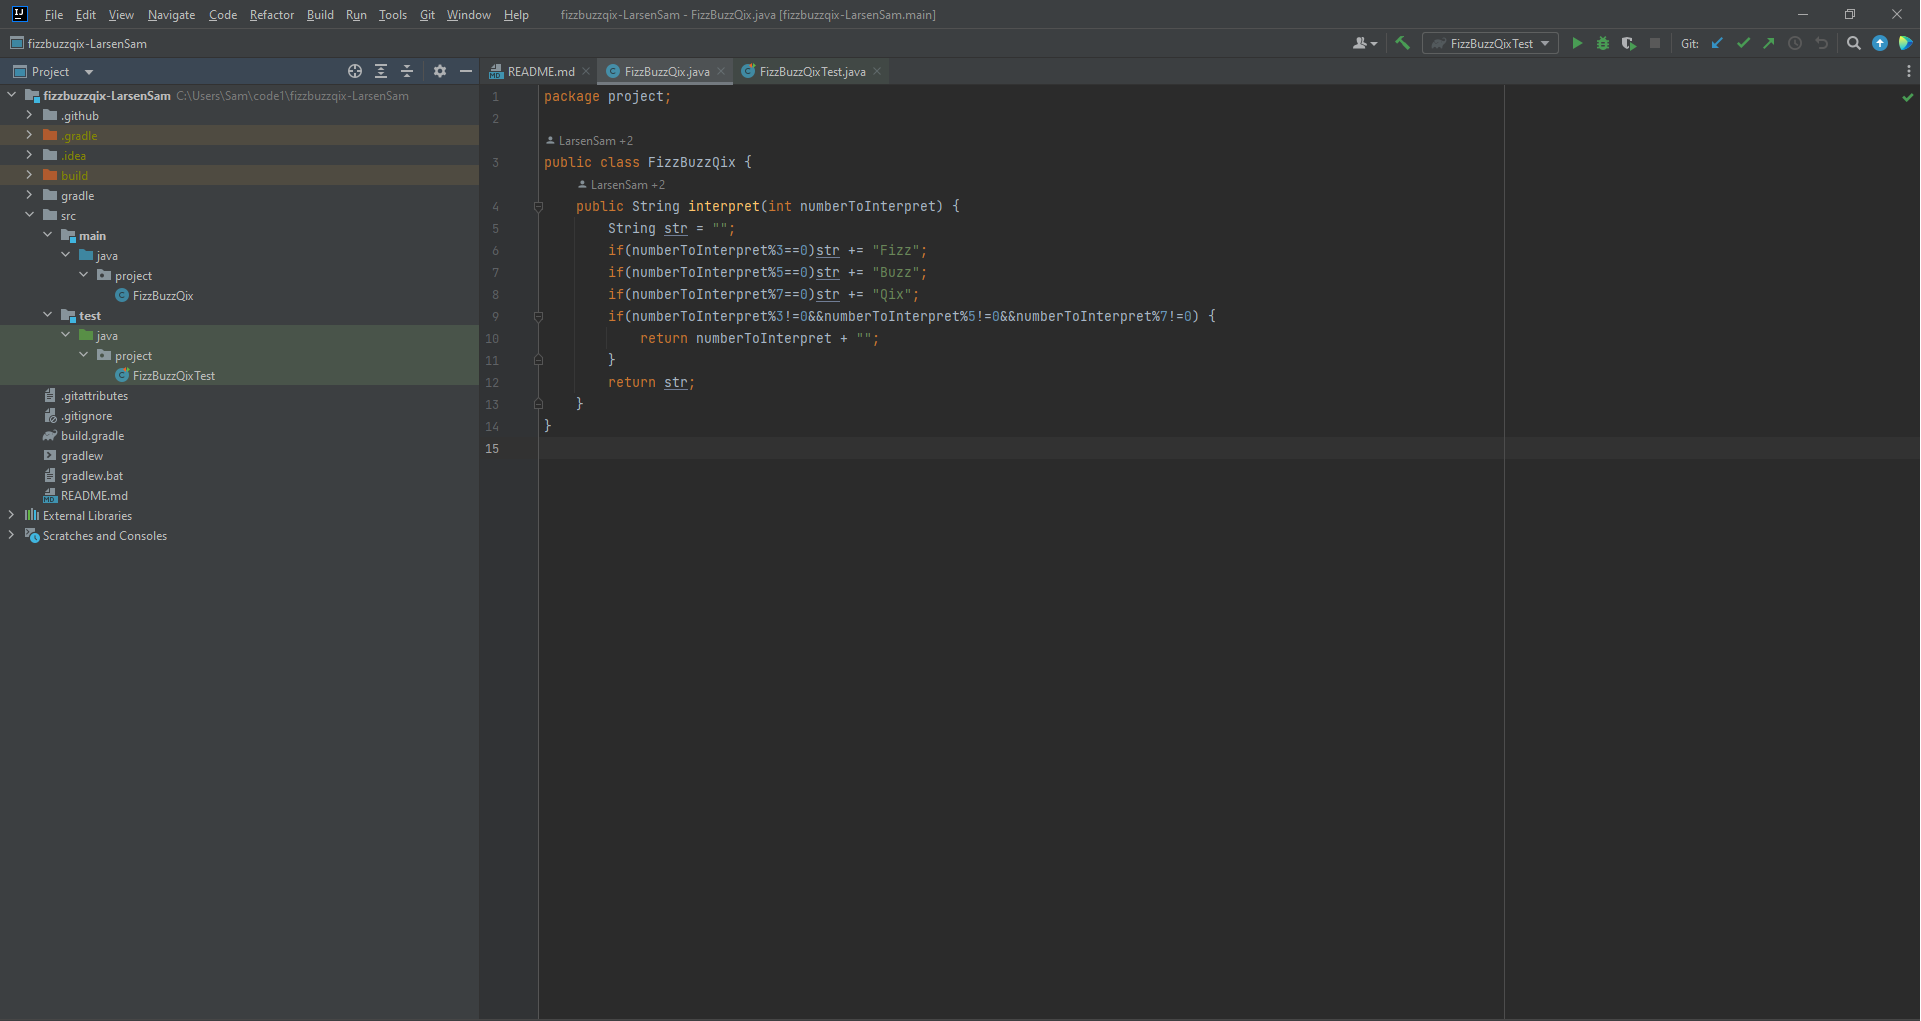 File Edit View Navigate Code Refactor Build Run Tools Git Window Help fizzbuzzqix-LarsenSam - FizzBuzzQix.java [fizzbuzzqix-LarsenSam.main]
fizzbuzzqix-LarsenSam FizzBuzzQixTest Git:
Project README.md FizzBuzzQix.java FizzBuzzQixTest.java
fizzbuzzqix-LarsenSam C:\Users\Sam\code1\fizzbuzzqix-LarsenSam
.github
.gradle
.idea
build
gradle
src
main
java
project
FizzBuzzQix
test
java
project
FizzBuzzQixTest
.gitattributes
.gitignore
build.gradle
gradlew
gradlew.bat
README.md
External Libraries
Scratches and Consoles
1 package project;
2
LarsenSam +2
3 public class FizzBuzzQix {
LarsenSam +2
4 public String interpret(int numberToInterpret) {
5 String str = "";
6 if(numberToInterpret%3==0)str += "Fizz";
7 if(numberToInterpret%5==0)str += "Buzz";
8 if(numberToInterpret%7==0)str += "Qix";
9 if(numberToInterpret%3!=0&&numberToInterpret%5!=0&&numberToInterpret%7!=0) {
10 return numberToInterpret + "";
11 }
12 return str;
13 }
14 }
15